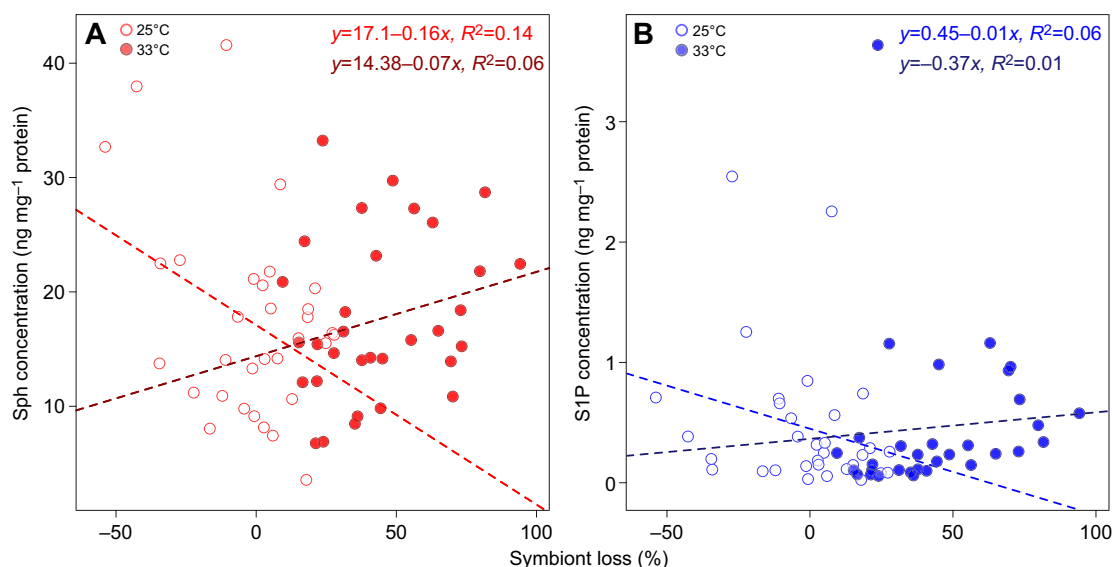 A
25°C
33°C
y=17.1–0.16x, R²=0.14
y=14.38–0.07x, R²=0.06
Sph concentration (ng mg⁻¹ protein)
40
30
20
10
–50
0
50
100
B
25°C
33°C
y=0.45–0.01x, R²=0.06
y=–0.37x, R²=0.01
S1P concentration (ng mg⁻¹ protein)
3
2
1
0
–50
0
50
100
Symbiont loss (%)